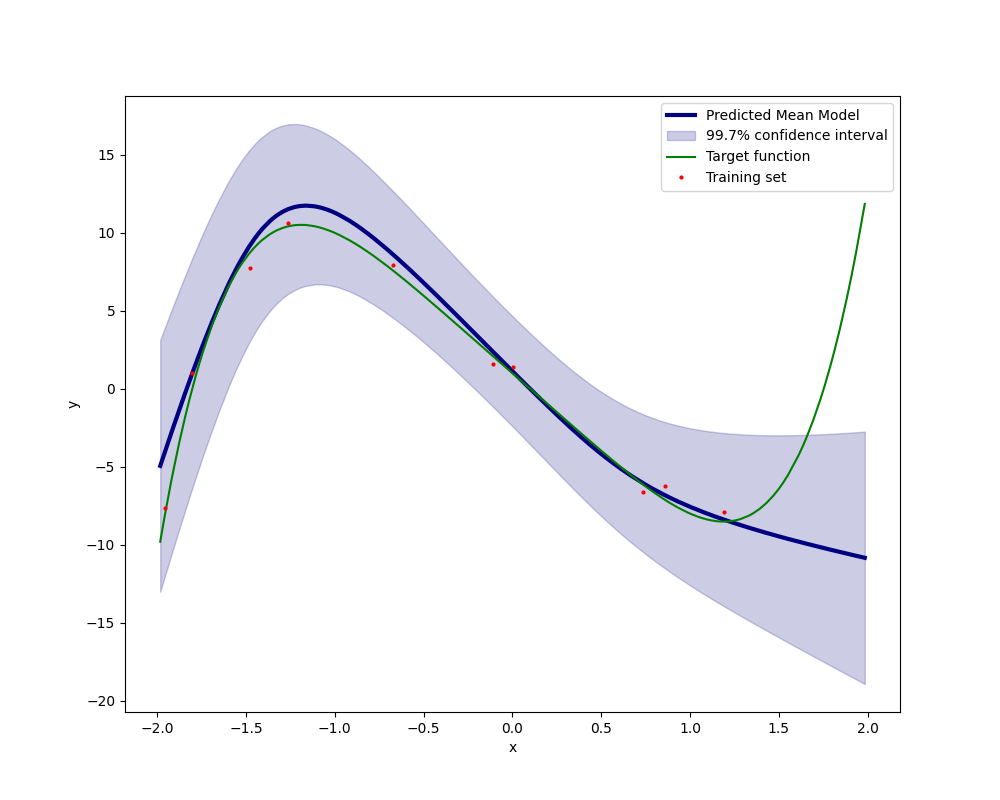 Predicted Mean Model
99.7% confidence interval
Target function
Training set
15
10
5
0
−5
−10
−15
−20
y
−2.0 −1.5 −1.0 −0.5 0.0 0.5 1.0 1.5 2.0
x